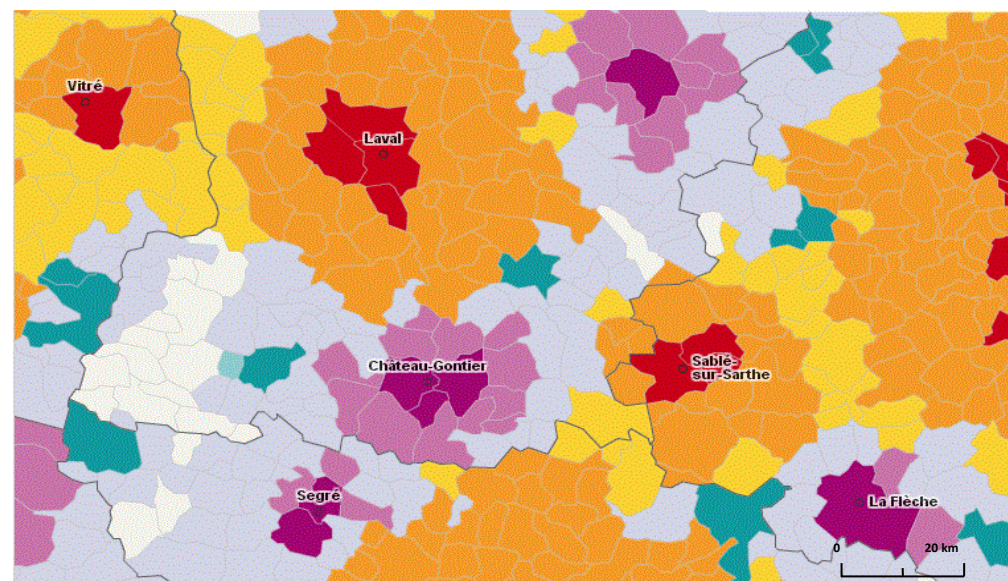 Vitré
Laval
Château-Gontier
Sablé-
sur-Sarthe
Segré
La Flèche
0 20 km